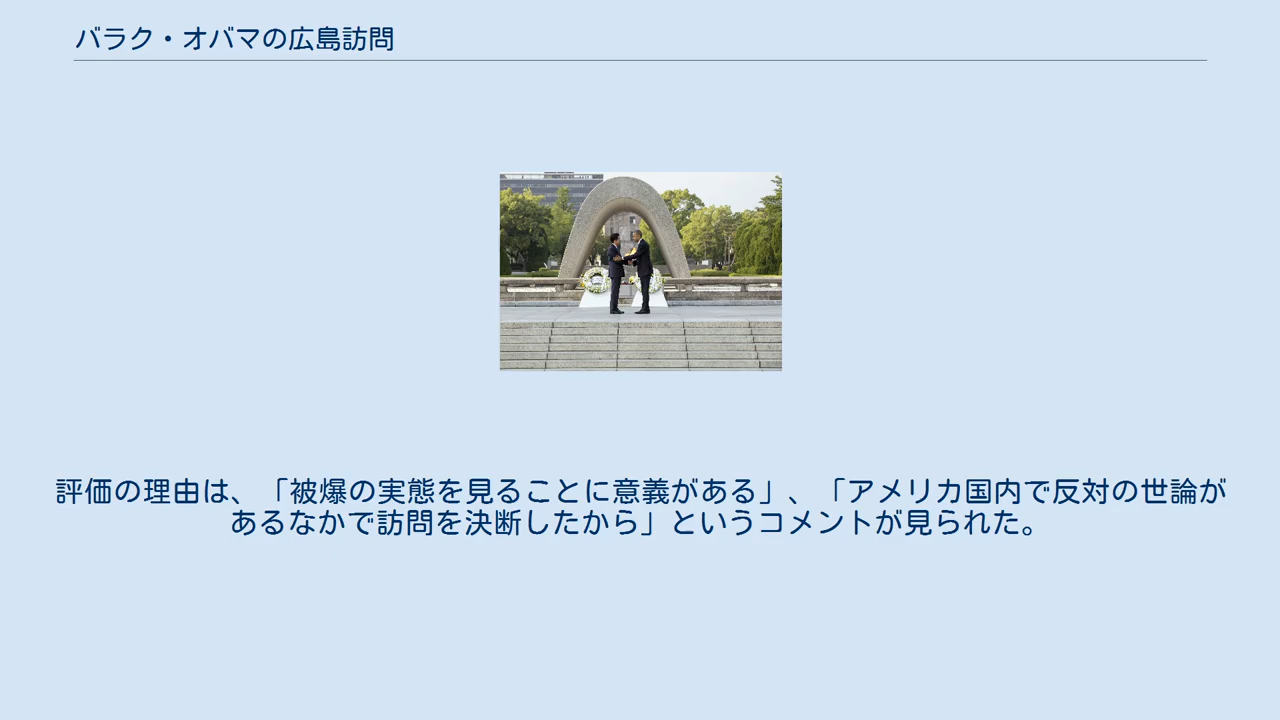 バラク・オバマの広島訪問
評価の理由は、「被爆の実態を見ることに意義がある」、「アメリカ国内で反対の世論が
あるなかで訪問を決断したから」というコメントが見られた。